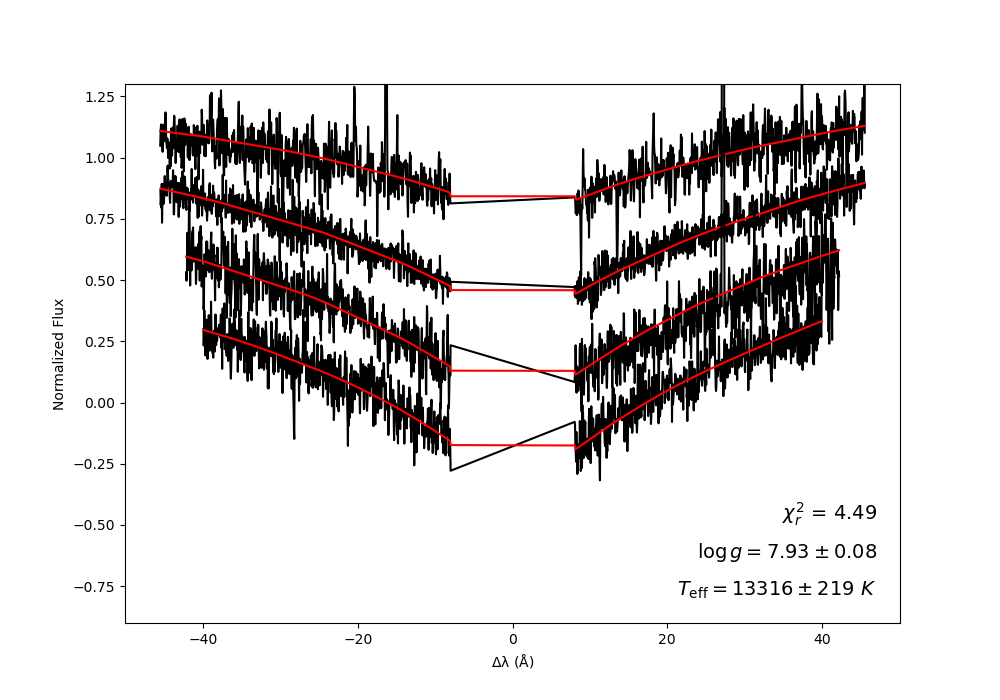 1.25
1.00
0.75
0.50
0.25
0.00
−0.25
−0.50
−0.75
Normalized Flux
χ²ᵣ = 4.49
log g = 7.93 ± 0.08
T_eff = 13316 ± 219 K
−40 −20 0 20 40
Δλ (Å)